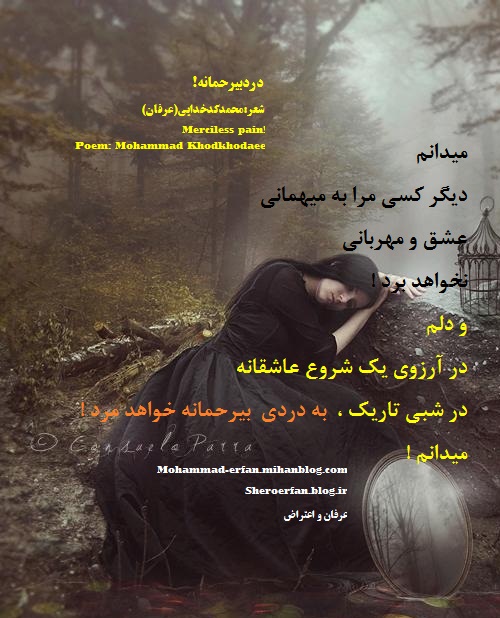 دردبیرحمانه!
شعر:محمدکدخدایی(عرفان)
Merciless pain!
Poem: Mohammad Khodkhodaee
میدانم
دیگر کسی مرا به میهمانی
عشق و مهربانی
نخواهد برد !
و دلم
در آرزوی یک شروع عاشقانه
در شبی تاریک ، به دردی بیرحمانه خواهد مرد !
میدانم !
© Consuelo Parra
Mohammad-erfan.mihanblog.com
Sheroerfan.blog.ir
عرفان و اعتراض